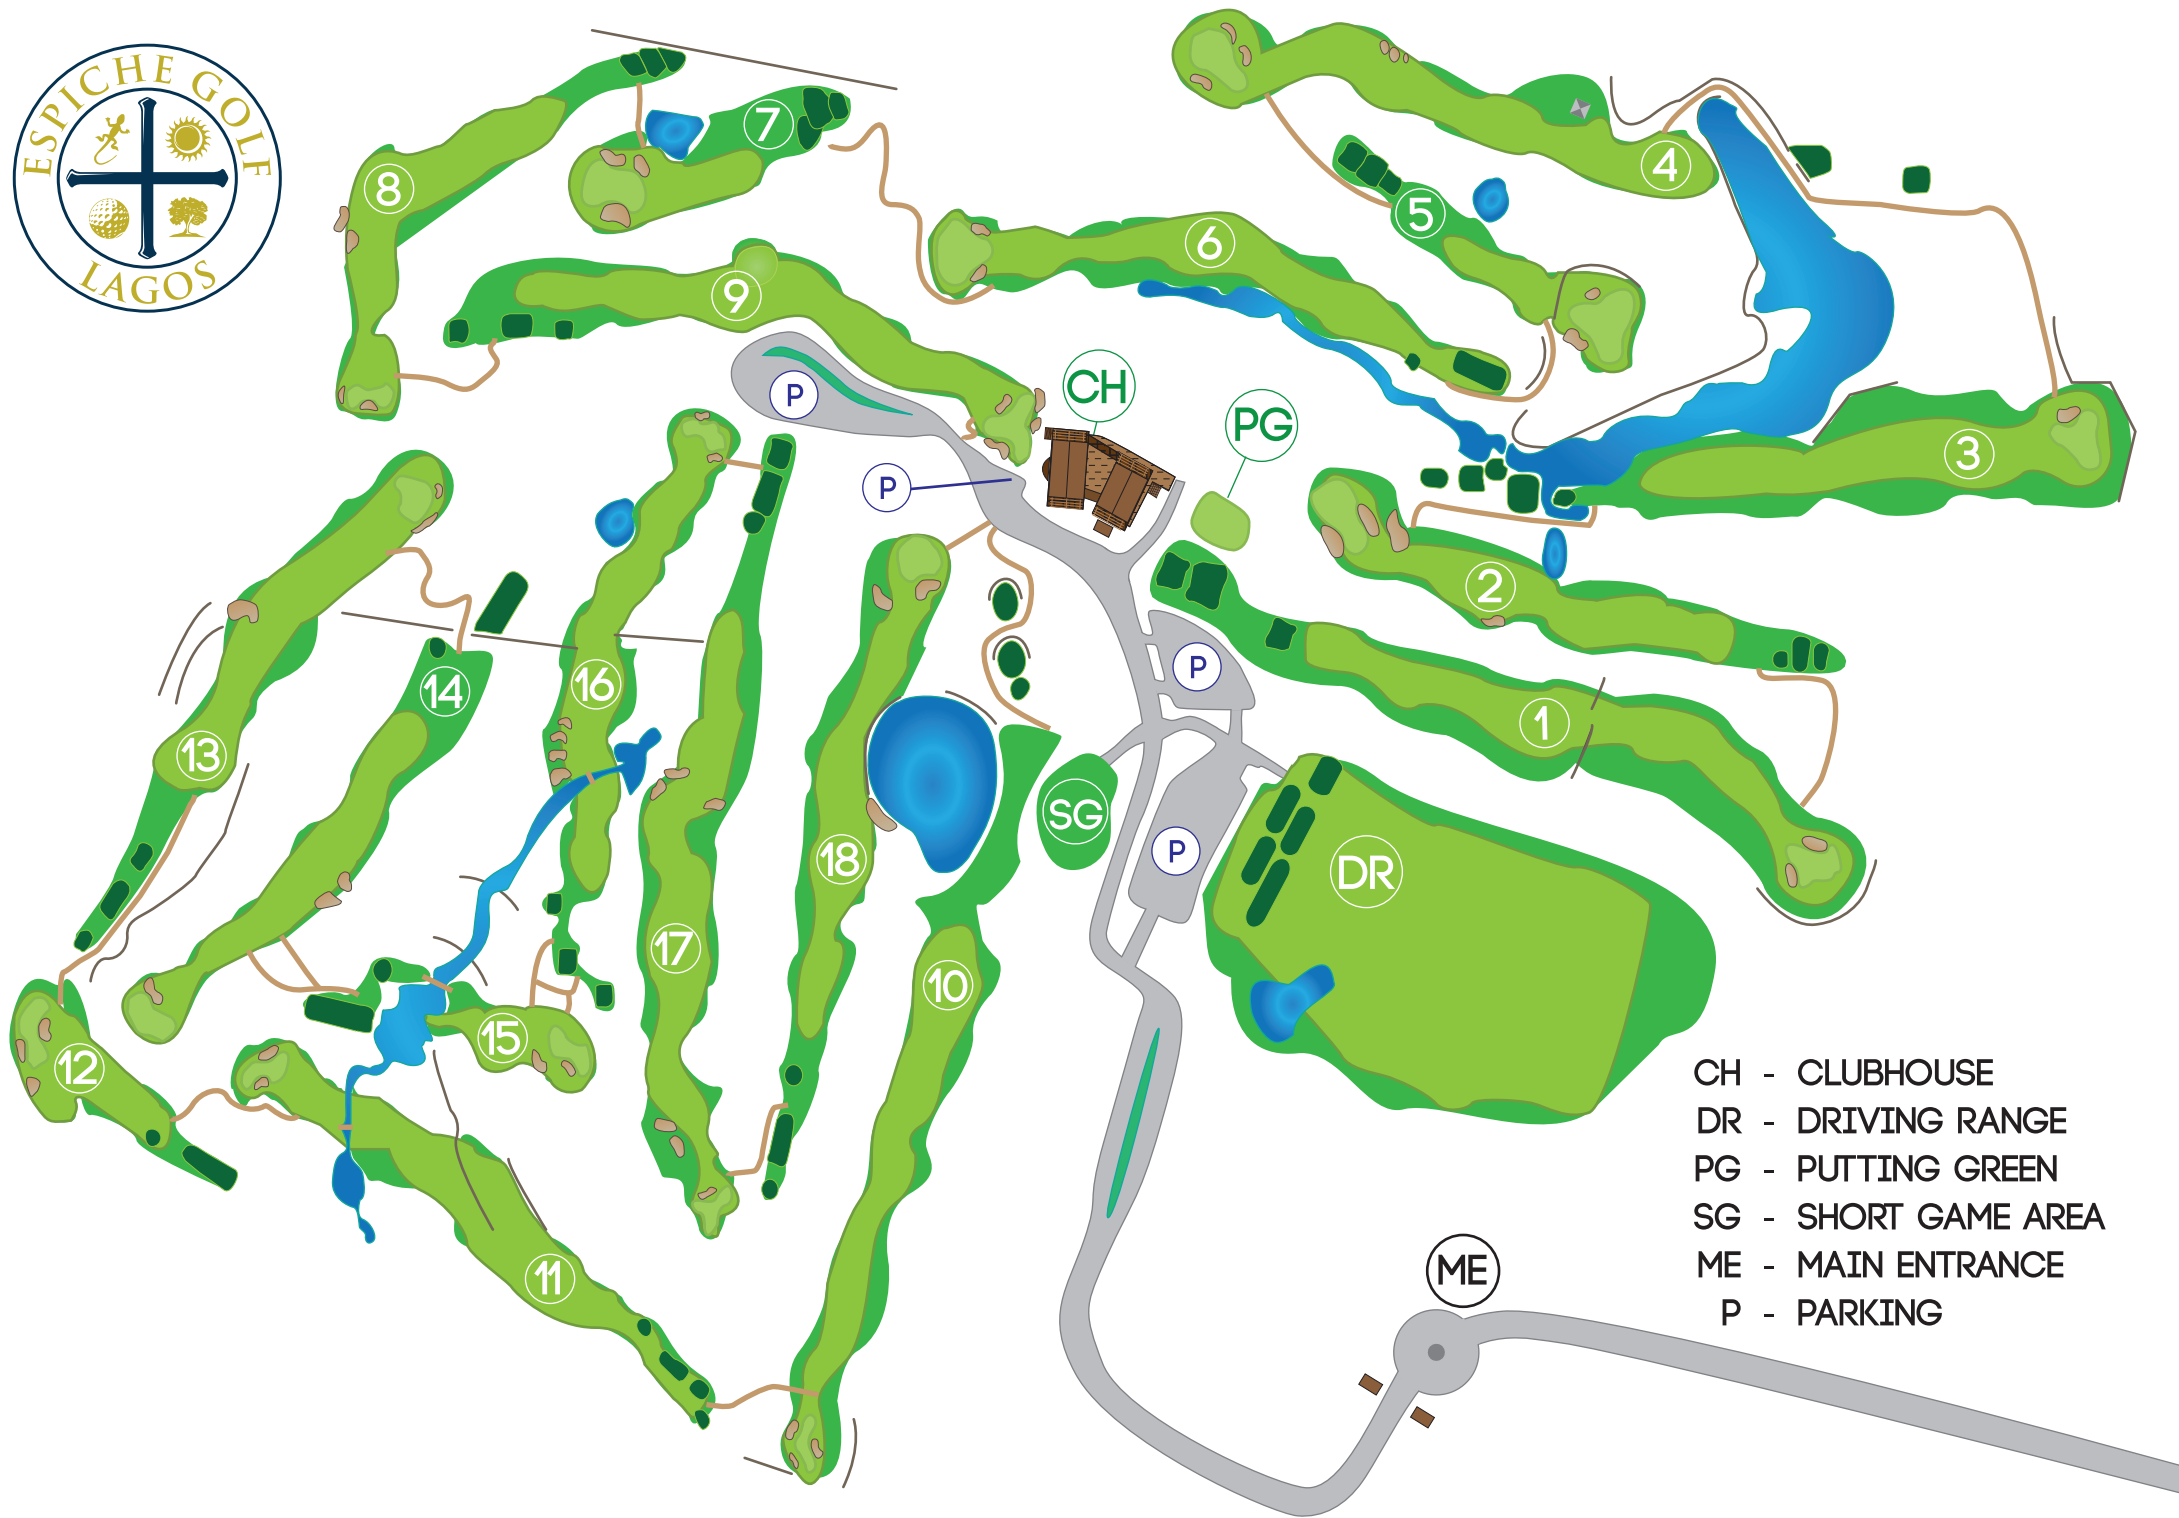 ESPICHE GOLF
LAGOS
8
7
4
5
6
9
P
CH
PG
3
P
2
14
16
P
1
13
SG
18
P
DR
17
10
15
12
11
CH - CLUBHOUSE
DR - DRIVING RANGE
PG - PUTTING GREEN
SG - SHORT GAME AREA
ME - MAIN ENTRANCE
P - PARKING
ME